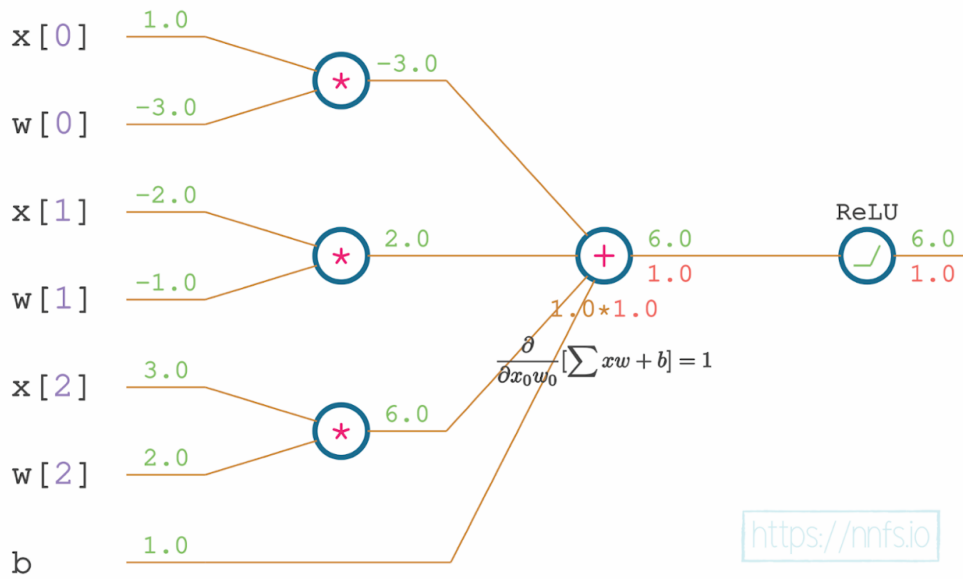 x[0]
1.0
w[0]
-3.0
*
-3.0
x[1]
-2.0
w[1]
-1.0
*
2.0
x[2]
3.0
w[2]
2.0
*
6.0
b
1.0
+
6.0
1.0
1.0*1.0
∂/∂x₀w₀[∑ xw + b] = 1
ReLU
6.0
1.0
https://nnfs.io